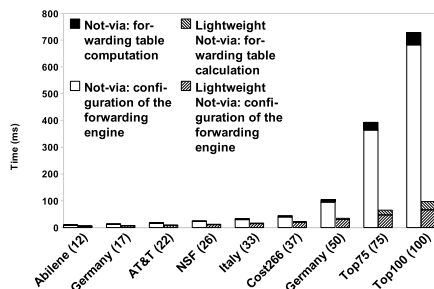 800
700
600
500
400
300
200
100
0
Time (ms)
Not-via: for-
warding table
computation
Not-via: config-
uration of the
forwarding
engine
Lightweight
Not-via: for-
warding table
calculation
Lightweight
Not-via: confi-
guration of the
forwarding
engine
Abilene (12)
Germany (17)
AT&T (22)
NSF (26)
Italy (33)
Cost266 (37)
Germany (50)
Top75 (75)
Top100 (100)